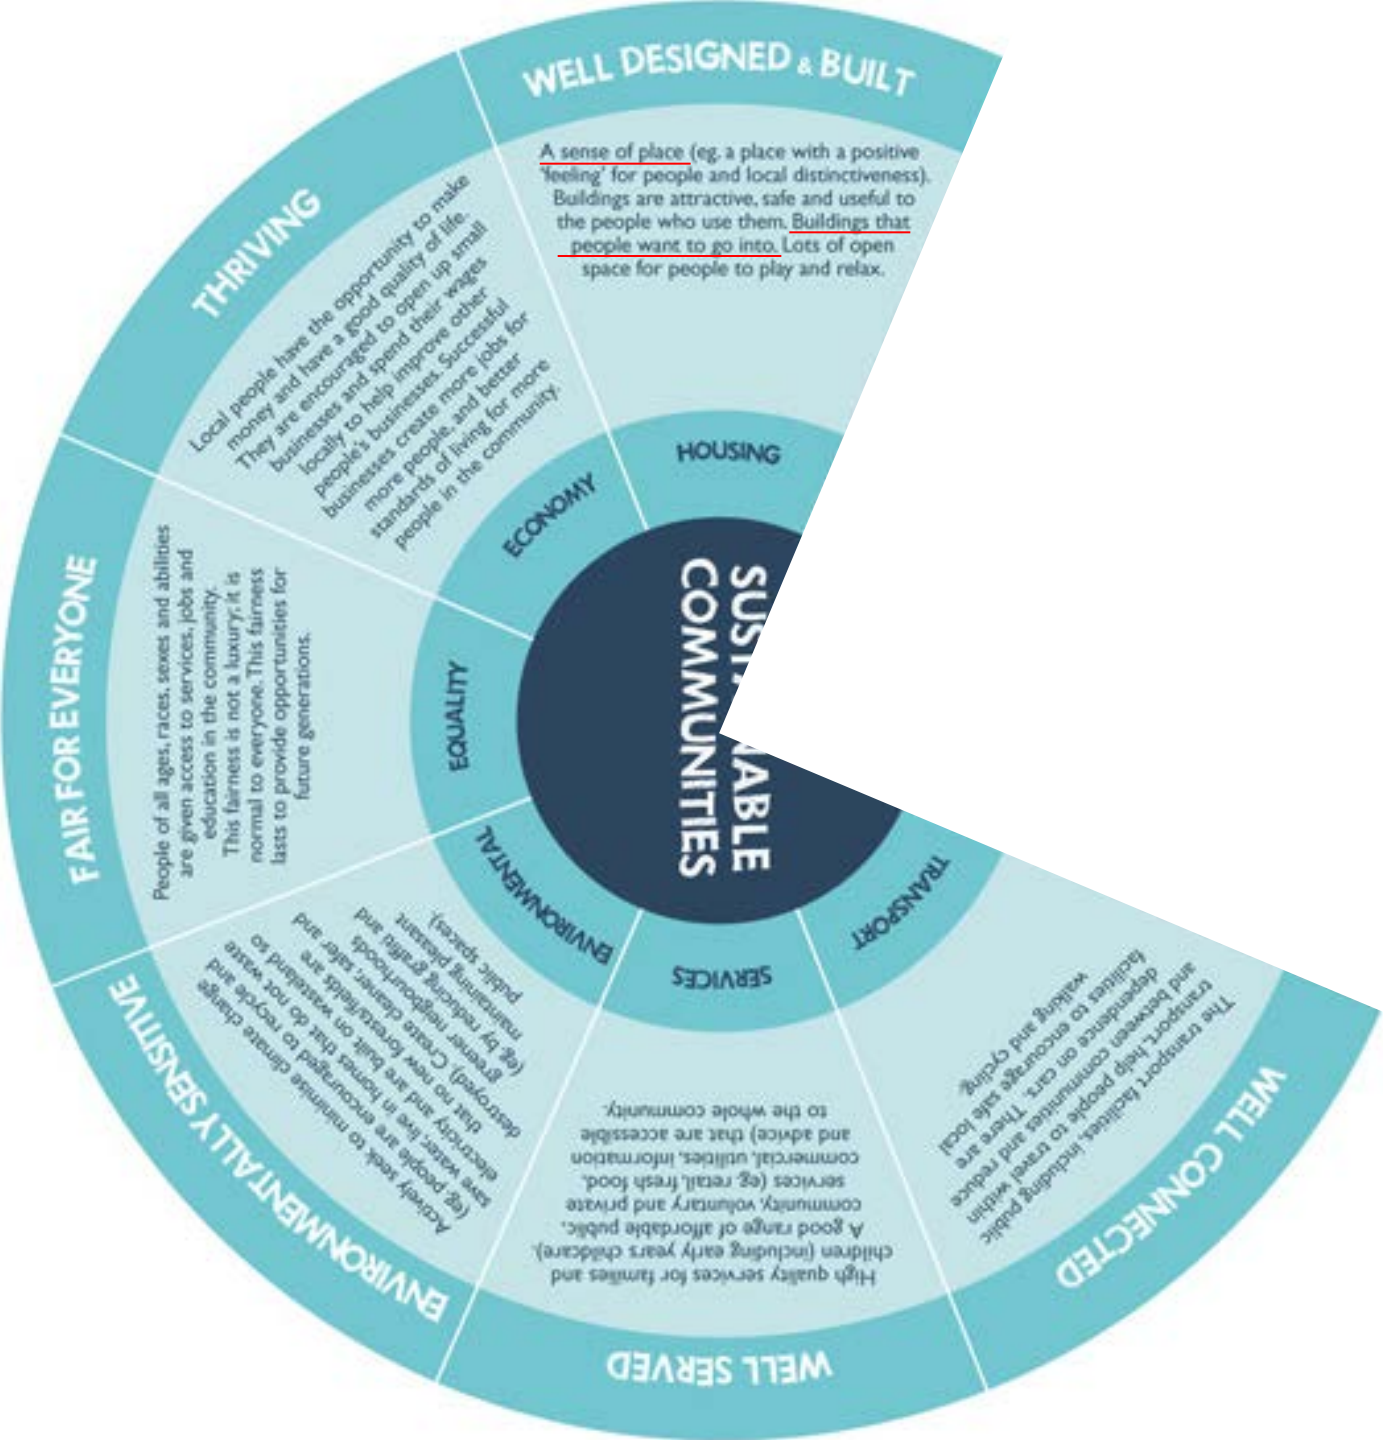 WELL DESIGNED & BUILT
A sense of place (eg. a place with a positive
'feeling' for people and local distinctiveness).
Buildings are attractive, safe and useful to
the people who use them. Buildings that
people want to go into. Lots of open
space for people to play and relax.
HOUSING
THRIVING
Local people have the opportunity to make
money and have a good quality of life.
They are encouraged to open up small
businesses and spend their wages
locally to help improve other
people's businesses. Successful
businesses create more jobs for
more people, and better
standards of living for more
people in the community.
ECONOMY
FAIR FOR EVERYONE
People of all ages, races, sexes and abilities
are given access to services, jobs and
education in the community.
This fairness is not a luxury; it is
normal to everyone. This fairness
lasts to provide opportunities for
future generations.
EQUALITY
ENVIRONMENTALLY SENSITIVE
Actively seek to minimise climate change
(eg. people are encouraged to recycle and
save water; live in homes that do not waste
electricity and are built on wasteland so
that no new forests/fields are
destroyed) Create cleaner, safer and
greener neigbourhoods
(eg. by reducing graffiti and
maintaining pleasant
public spaces).
ENVIRONMENTAL
WELL SERVED
High quality services for families and
children (including early years childcare).
A good range of affordable public,
community, voluntary and private
services (eg. retail, fresh food,
commercial, utilities, information
and advice) that are accessible
to the whole community.
SERVICES
WELL CONNECTED
The transport facilities, including public
transport, help people to travel within
and between communities and reduce
dependence on cars. There are
facilities to encourage safe local
walking and cycling.
TRANSPORT
SUST NABLE
COMMUNITIES